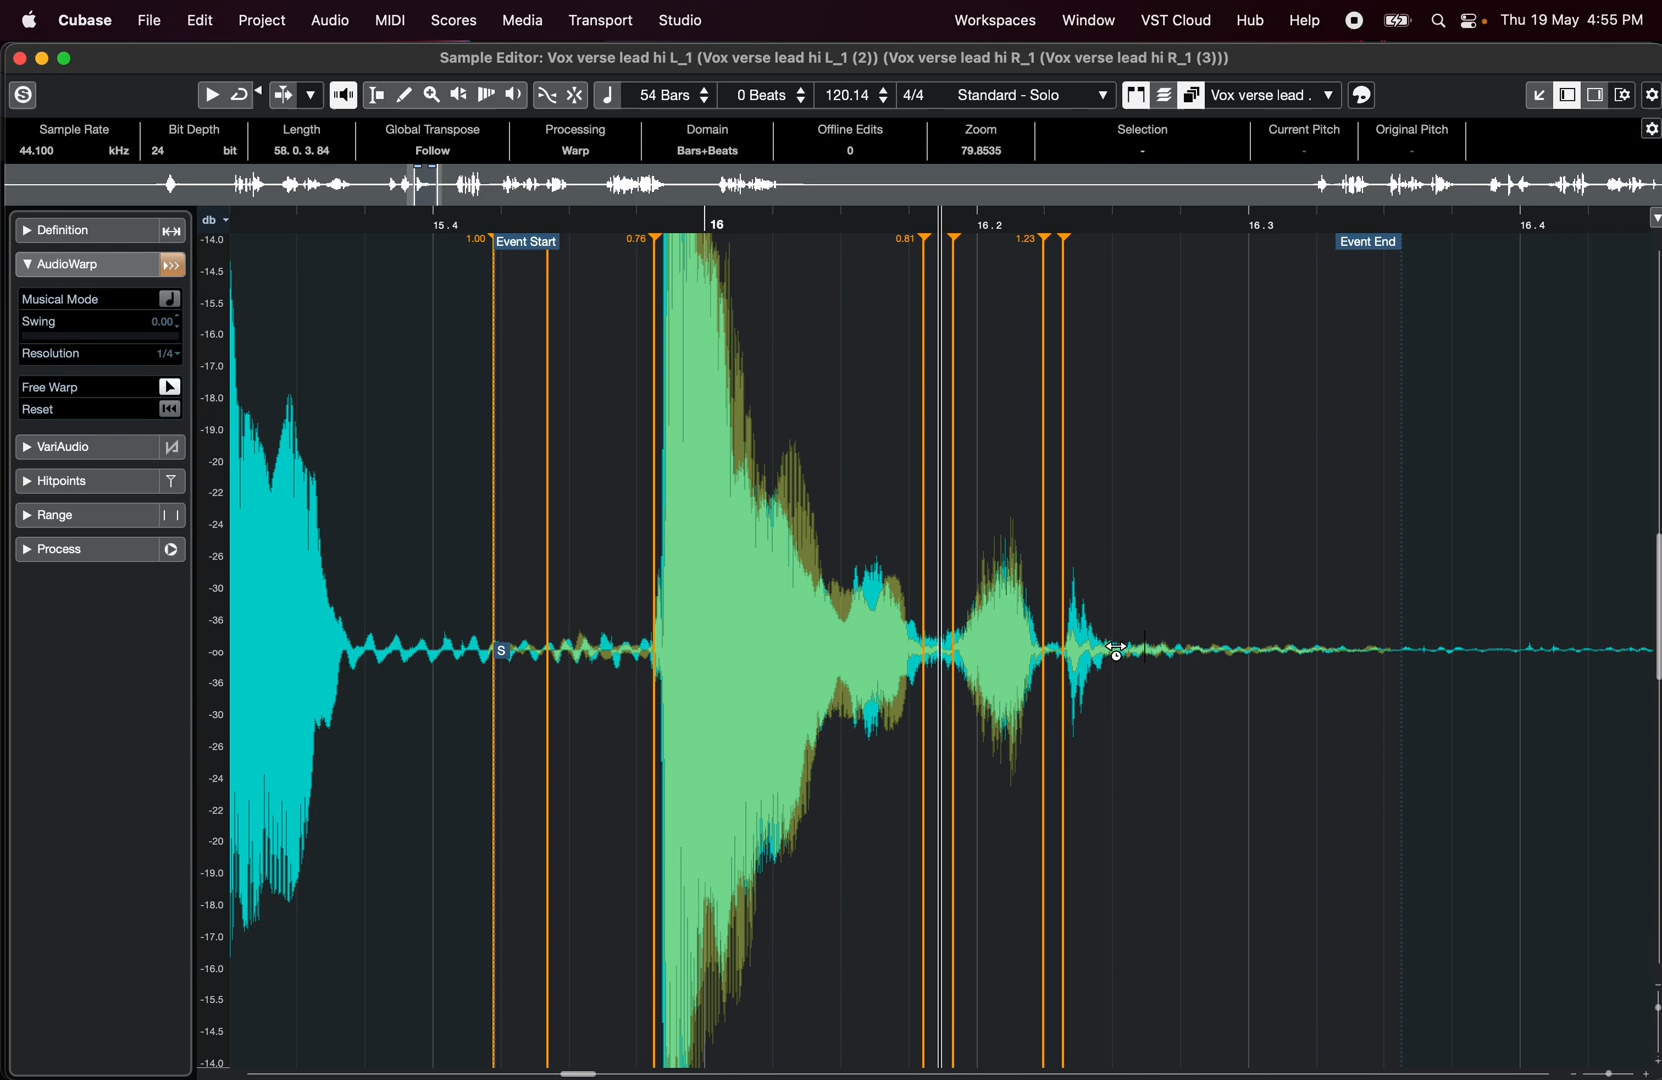 Cubase File Edit Project Audio MIDI Scores Media Transport Studio Workspaces Window VST Cloud Hub Help Thu 19 May 4:55 PM
Sample Editor: Vox verse lead hi L_1 (Vox verse lead hi L_1 (2)) (Vox verse lead hi R_1 (Vox verse lead hi R_1 (3)))
54 Bars 0 Beats 120.14 4/4 Standard - Solo Vox verse lead .
Sample Rate Bit Depth Length Global Transpose Processing Domain Offline Edits Zoom Selection Current Pitch Original Pitch
44.100 kHz 24 bit 58. 0. 3. 84 Follow Warp Bars+Beats 0 79.8535 - - -
db 15.4 16 16.2 16.3 16.4
Definition
AudioWarp
Musical Mode
Swing 0.00
Resolution 1/4
Free Warp
Reset
VariAudio
Hitpoints
Range
Process
1.00 Event Start 0.76 0.81 1.23 Event End
S
-14.0
-14.5
-15.5
-16.0
-17.0
-18.0
-19.0
-20
-22
-24
-26
-30
-36
-oo
-36
-30
-26
-24
-22
-20
-19.0
-18.0
-17.0
-16.0
-15.5
-14.5
-14.0